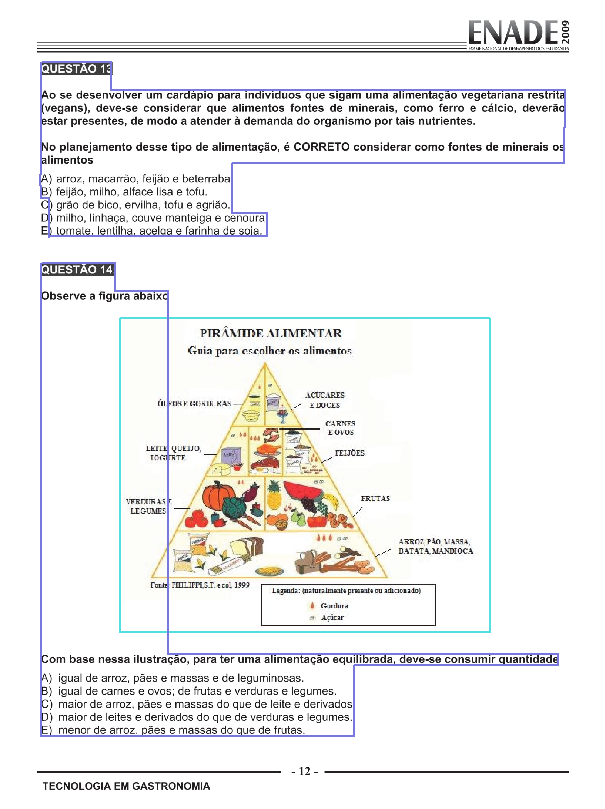 ENADE 2009
EXAME NACIONAL DE DESEMPENHO DOS ESTUDANTES
QUESTÃO 13
Ao se desenvolver um cardápio para indivíduos que sigam uma alimentação vegetariana restrita
(vegans), deve-se considerar que alimentos fontes de minerais, como ferro e cálcio, deverão
estar presentes, de modo a atender à demanda do organismo por tais nutrientes.
No planejamento desse tipo de alimentação, é CORRETO considerar como fontes de minerais os
alimentos
A) arroz, macarrão, feijão e beterraba
B) feijão, milho, alface lisa e tofu.
C) grão de bico, ervilha, tofu e agrião.
D) milho, linhaça, couve manteiga e cenoura
E) tomate, lentilha, acelga e farinha de soja.
QUESTÃO 14
Observe a figura abaixo
PIRÂMIDE ALIMENTAR
Guia para escolher os alimentos
ÓLEOS E GORDURAS
AÇUCARES
E DOCES
CARNES
E OVOS
LEITE, QUEIJO,
IOGURTE
FEIJÕES
VERDURAS E
LEGUMES
FRUTAS
ARROZ, PÃO, MASSA,
BATATA, MANDIOCA
Fonte: PHILIPPI,S.T. e col, 1999
Legenda: (naturalmente presente ou adicionado)
Gordura
Açúcar
Com base nessa ilustração, para ter uma alimentação equilibrada, deve-se consumir quantidade
A) igual de arroz, pães e massas e de leguminosas.
B) igual de carnes e ovos; de frutas e verduras e legumes.
C) maior de arroz, pães e massas do que de leite e derivados
D) maior de leites e derivados do que de verduras e legumes.
E) menor de arroz, pães e massas do que de frutas.
- 12 -
TECNOLOGIA EM GASTRONOMIA